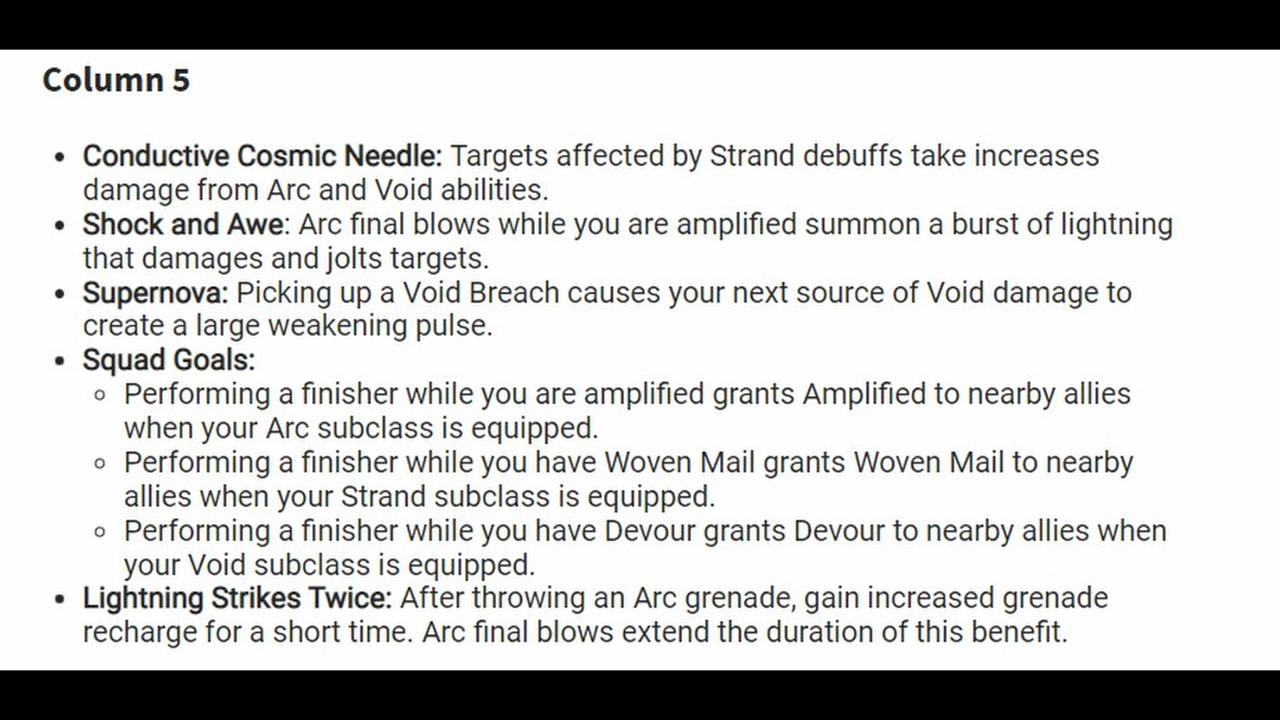 Column 5
• Conductive Cosmic Needle: Targets affected by Strand debuffs take increases
damage from Arc and Void abilities.
• Shock and Awe: Arc final blows while you are amplified summon a burst of lightning
that damages and jolts targets.
• Supernova: Picking up a Void Breach causes your next source of Void damage to
create a large weakening pulse.
• Squad Goals:
○ Performing a finisher while you are amplified grants Amplified to nearby allies
when your Arc subclass is equipped.
○ Performing a finisher while you have Woven Mail grants Woven Mail to nearby
allies when your Strand subclass is equipped.
○ Performing a finisher while you have Devour grants Devour to nearby allies when
your Void subclass is equipped.
• Lightning Strikes Twice: After throwing an Arc grenade, gain increased grenade
recharge for a short time. Arc final blows extend the duration of this benefit.